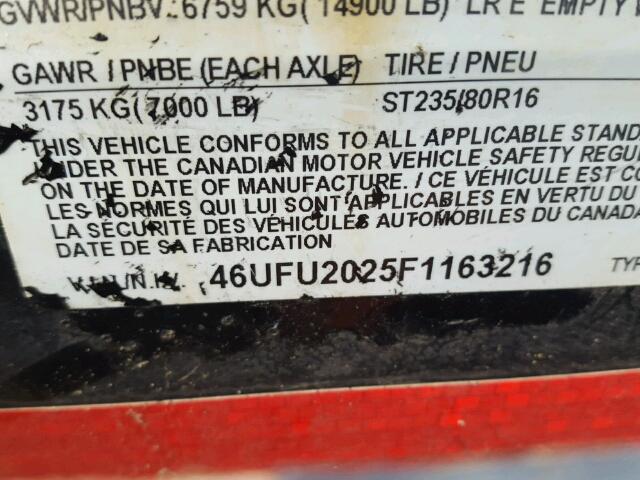 GVWR/PNBV: 6759 KG( 14900 LB) LR E EMPTY
GAWR / PNBE (EACH AXLE) TIRE / PNEU
3175 KG( 7000 LB) ST235/80R16
THIS VEHICLE CONFORMS TO ALL APPLICABLE STAND
UNDER THE CANADIAN MOTOR VEHICLE SAFETY REGU
ON THE DATE OF MANUFACTURE. / CE VÉHICULE EST CO
LES NORMES QUI LUI SONT APPLICABLES EN VERTU DU
LA SÉCURITÉ DES VÉHICULES AUTOMOBILES DU CANADA
DATE DE SA FABRICATION
V.I.N./N.I.V. 46UFU2025F1163216 TYP